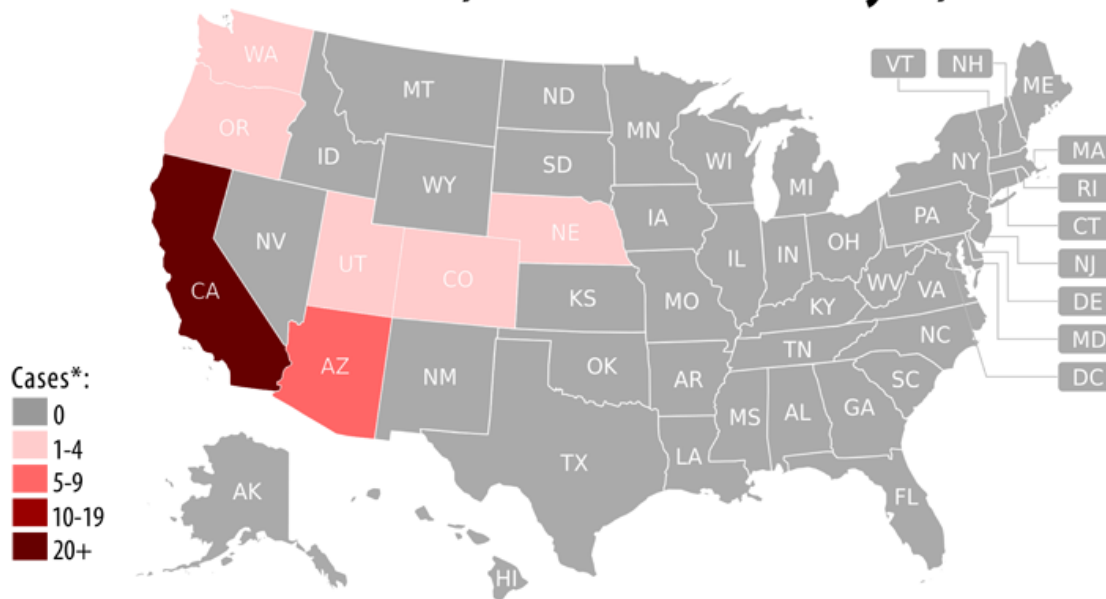 WA
MT
ND
MN
VT
NH
ME
OR
ID
SD
WI
NY
MA
WY
MI
RI
IA
PA
CT
NV
UT
CO
NE
IL
IN
OH
NJ
CA
KS
MO
WV
VA
DE
KY
MD
NC
TN
DC
AZ
NM
OK
AR
SC
MS
AL
GA
TX
LA
AK
FL
HI
Cases*:
0
1-4
5-9
10-19
20+